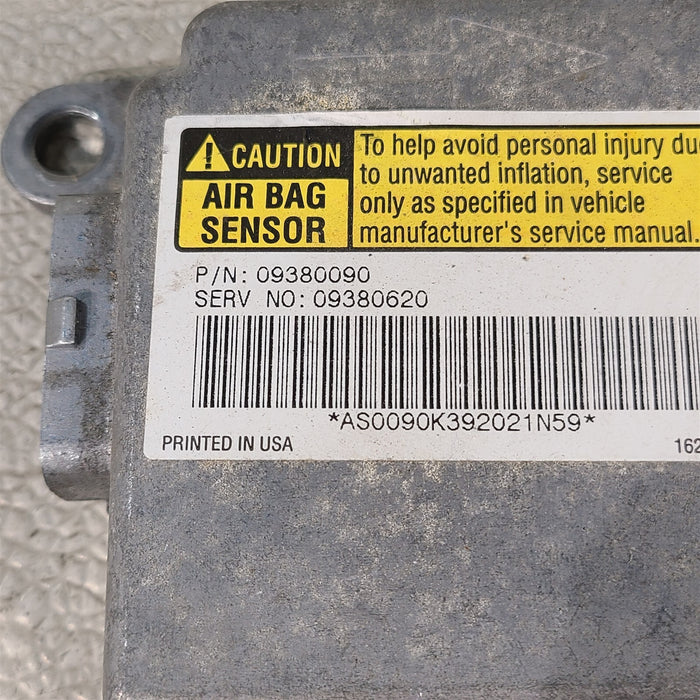 CAUTION
AIR BAG
SENSOR
To help avoid personal injury du
to unwanted inflation, service
only as specified in vehicle
manufacturer's service manual.
P/N: 09380090
SERV NO: 09380620
*AS0090K392021N59*
PRINTED IN USA
162